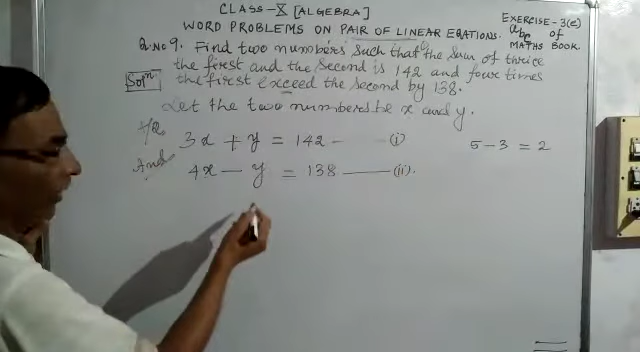 CLASS-X [ALGEBRA]
WORD PROBLEMS ON PAIR OF LINEAR EQATIONS.
EXERCISE-3(E)
abc of
MATHS BOOK.
Q.NO 9. Find two numbers such that the sum of thrice
the first and the second is 142 and four times
the first exceed the second by 138.
Soln
Let the two numbers be x and y.
3x + y = 142 — (i)
5-3 = 2
And
4x — y = 138 — (ii).